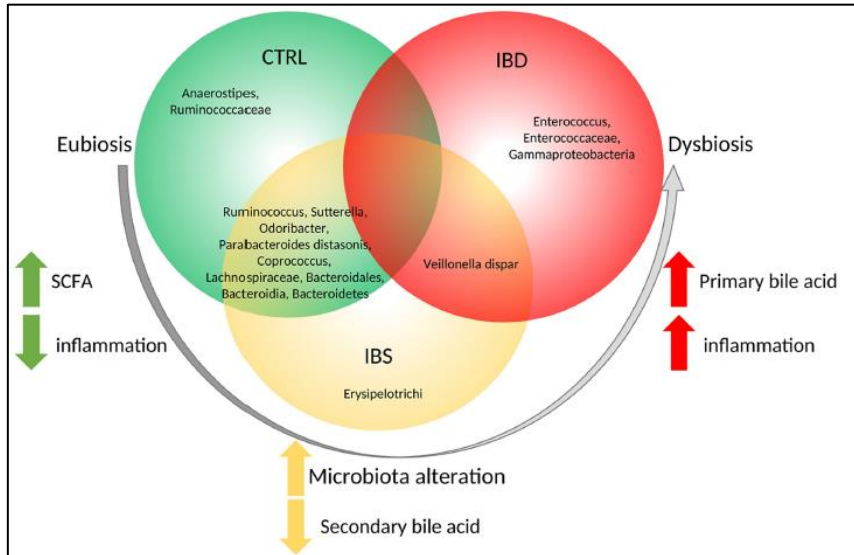 CTRL
IBD
Anaerostipes,
Ruminococcaceae
Enterococcus,
Enterococcaceae,
Gammaproteobacteria
Eubiosis
Dysbiosis
Ruminococcus, Sutterella,
Odoribacter,
Parabacteroides distasonis,
Coprococcus,
Lachnospiraceae, Bacteroidales,
Bacteroidia, Bacteroidetes
Veillonella dispar
SCFA
inflammation
Primary bile acid
inflammation
IBS
Erysipelotrichi
Microbiota alteration
Secondary bile acid